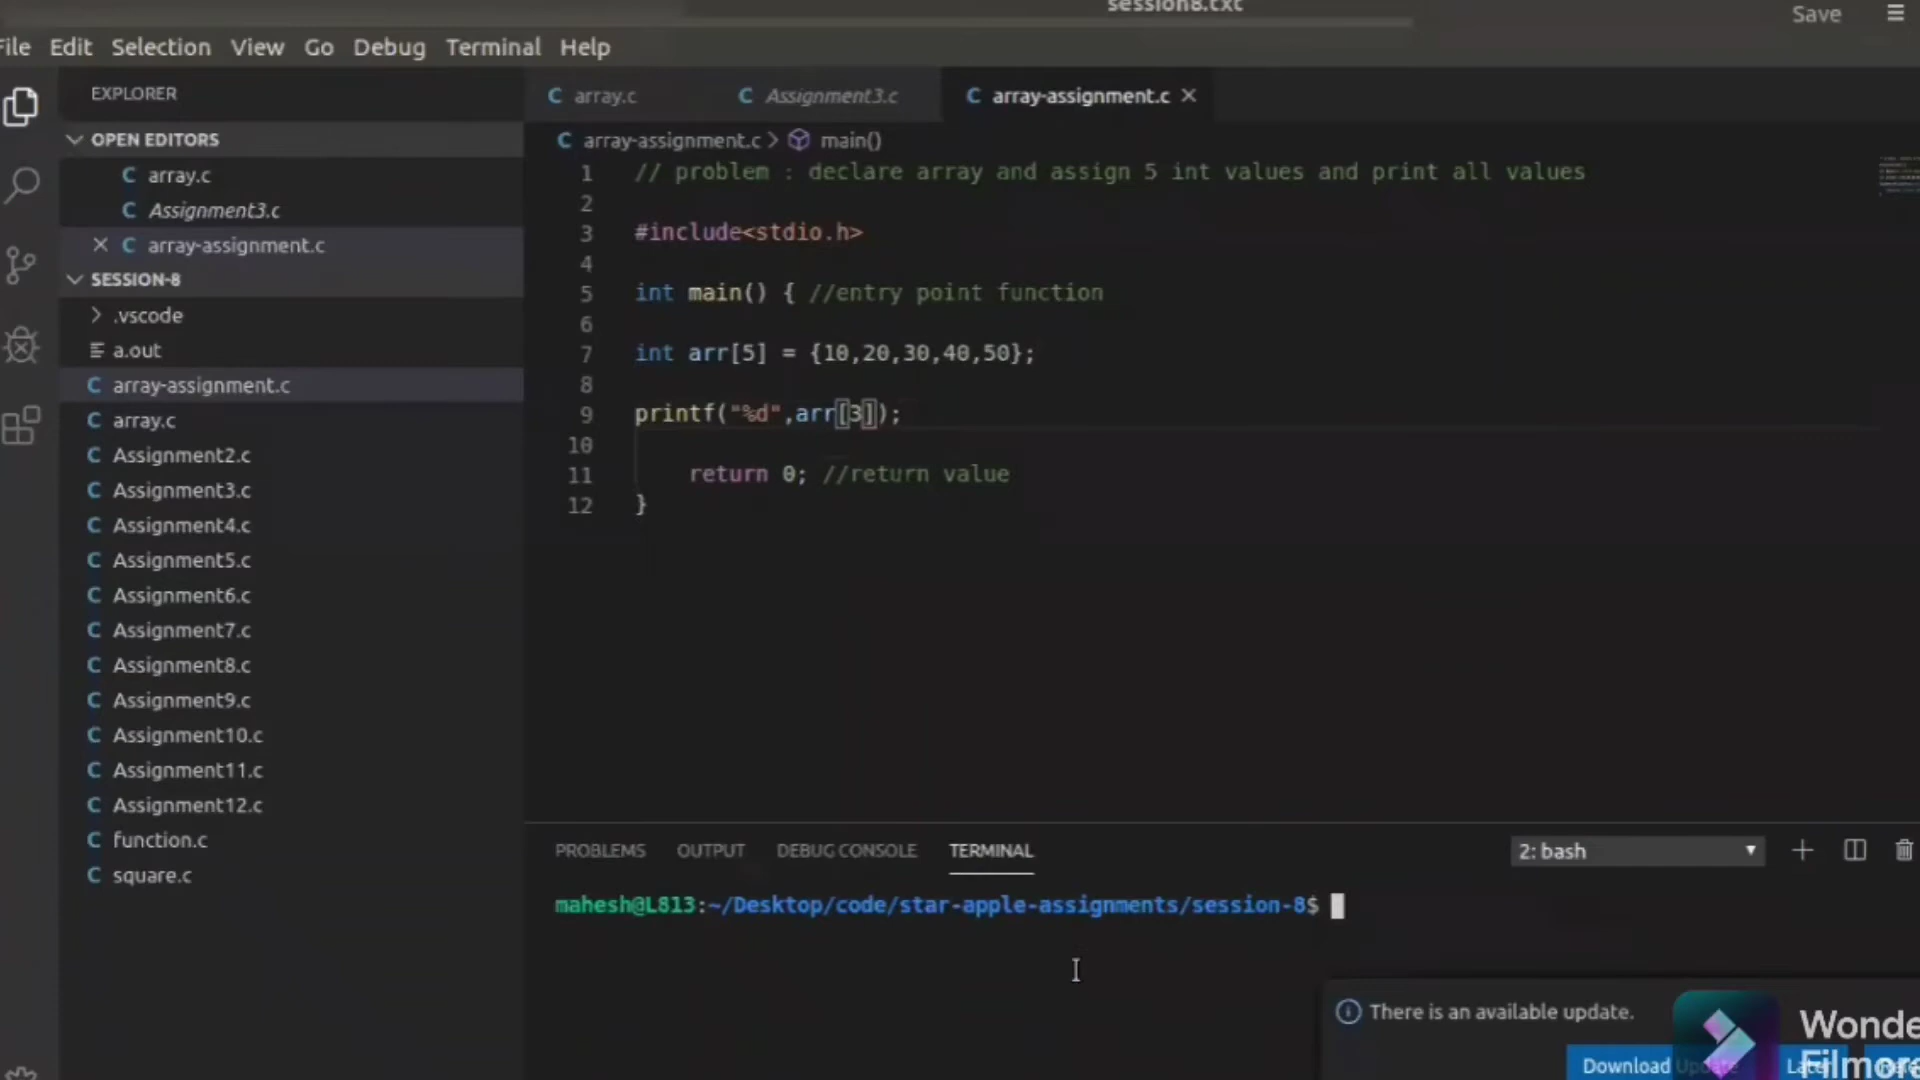 session8.txt
Save
File Edit Selection View Go Debug Terminal Help
EXPLORER
OPEN EDITORS
array.c
Assignment3.c
array-assignment.c
SESSION-8
.vscode
a.out
array-assignment.c
array.c
Assignment2.c
Assignment3.c
Assignment4.c
Assignment5.c
Assignment6.c
Assignment7.c
Assignment8.c
Assignment9.c
Assignment10.c
Assignment11.c
Assignment12.c
function.c
square.c
array.c Assignment3.c array-assignment.c
array-assignment.c > main()
1 // problem : declare array and assign 5 int values and print all values
2
3 #include<stdio.h>
4
5 int main() { //entry point function
6
7 int arr[5] = {10,20,30,40,50};
8
9 printf("%d",arr[3]);
10
11 return 0; //return value
12 }
PROBLEMS OUTPUT DEBUG CONSOLE TERMINAL
2: bash
mahesh@L813:~/Desktop/code/star-apple-assignments/session-8$
There is an available update.
Download Update
Wonde
Filmora